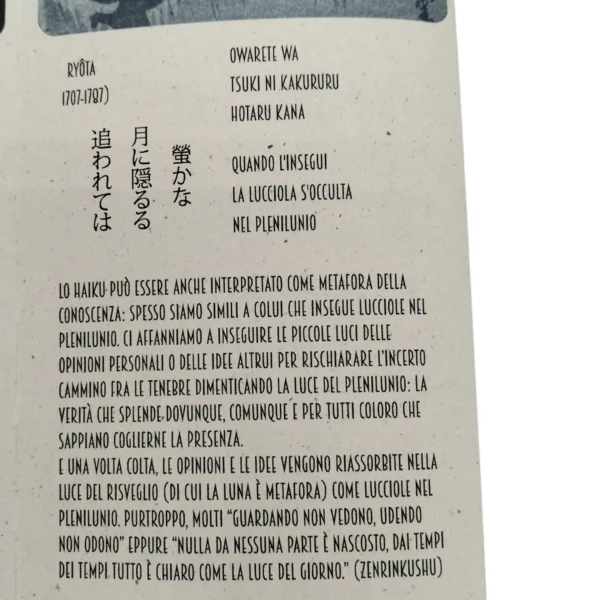 RYÔTA
1707-1787)
OWARETE WA
TSUKI NI KAKURURU
HOTARU KANA
追われては
月に隠るる
螢かな
QUANDO L'INSEGUI
LA LUCCIOLA S'OCCULTA
NEL PLENILUNIO
LO HAIKU PUÒ ESSERE ANCHE INTERPRETATO COME METAFORA DELLA
CONOSCENZA: SPESSO SIAMO SIMILI A COLUI CHE INSEGUE LUCCIOLE NEL
PLENILUNIO. CI AFFANNIAMO A INSEGUIRE LE PICCOLE LUCI DELLE
OPINIONI PERSONALI O DELLE IDEE ALTRUI PER RISCHIARARE L'INCERTO
CAMMINO FRA LE TENEBRE DIMENTICANDO LA LUCE DEL PLENILUNIO: LA
VERITÀ CHE SPLENDE DOVUNQUE, COMUNQUE E PER TUTTI COLORO CHE
SAPPIANO COGLIERNE LA PRESENZA.
E UNA VOLTA COLTA, LE OPINIONI E LE IDEE VENGONO RIASSORBITE NELLA
LUCE DEL RISVEGLIO (DI CUI LA LUNA È METAFORA) COME LUCCIOLE NEL
PLENILUNIO. PURTROPPO, MOLTI “GUARDANDO NON VEDONO, UDENDO
NON ODONO” EPPURE “NULLA DA NESSUNA PARTE È NASCOSTO, DAI TEMPI
DEI TEMPI TUTTO È CHIARO COME LA LUCE DEL GIORNO.” (ZENRINKUSHU)